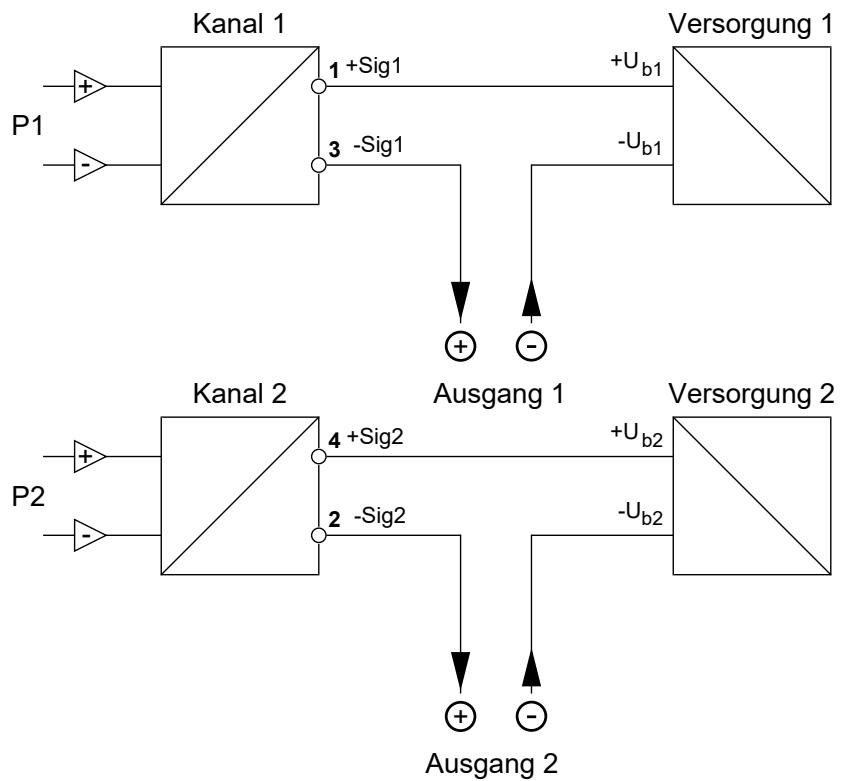 Kanal 1
Versorgung 1
+
1 +Sig1
+Ub1
P1
-
3 -Sig1
-Ub1
+ -
Ausgang 1
Kanal 2
Versorgung 2
+
4 +Sig2
+Ub2
P2
-
2 -Sig2
-Ub2
+ -
Ausgang 2